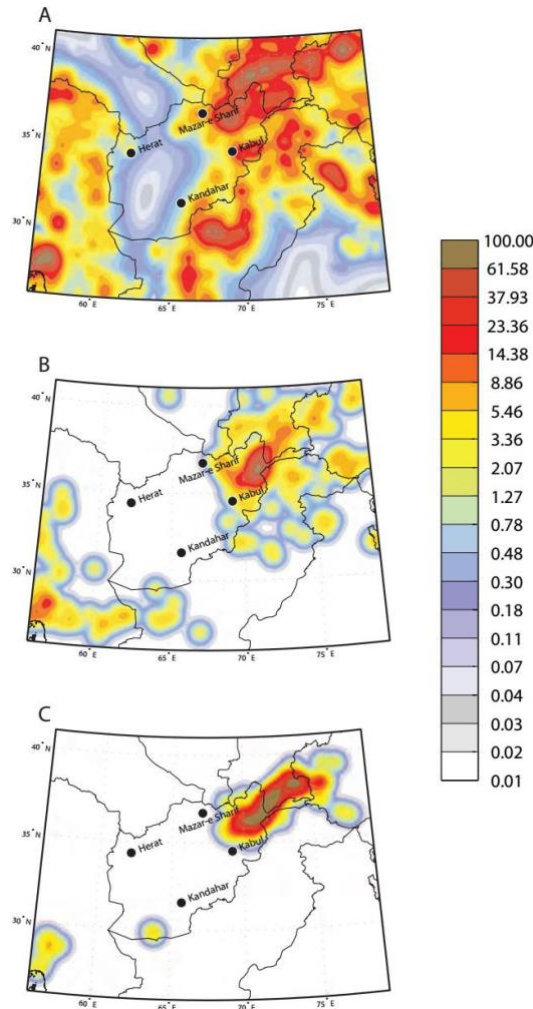 A
40° N
35° N
30° N
60° E
65° E
70° E
75° E
Mazar-e Sharif
Herat
Kabul
Kandahar
B
40° N
35° N
30° N
60° E
65° E
70° E
75° E
Mazar-e Sharif
Herat
Kabul
Kandahar
C
40° N
35° N
30° N
60° E
65° E
70° E
75° E
Mazar-e Sharif
Herat
Kabul
Kandahar
100.00
61.58
37.93
23.36
14.38
8.86
5.46
3.36
2.07
1.27
0.78
0.48
0.30
0.18
0.11
0.07
0.04
0.03
0.02
0.01